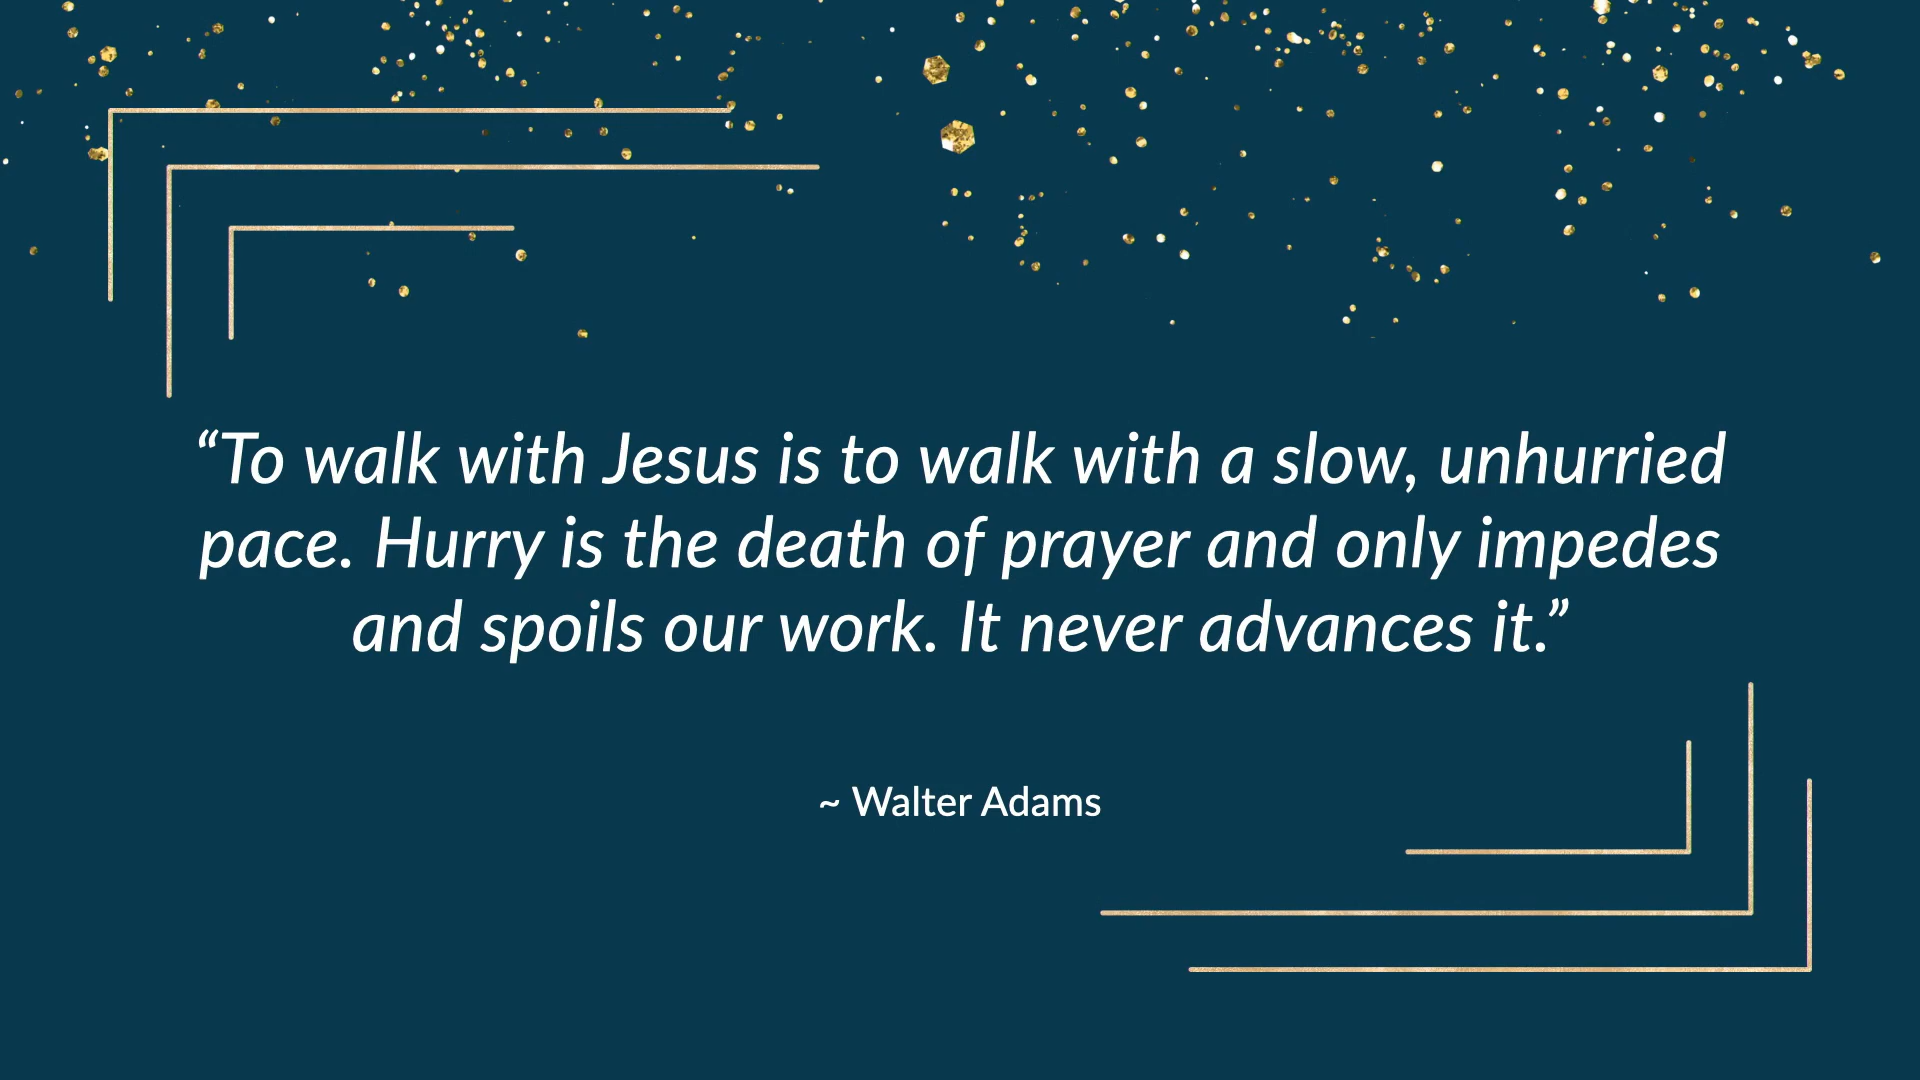 “To walk with Jesus is to walk with a slow, unhurried
pace. Hurry is the death of prayer and only impedes
and spoils our work. It never advances it.”
~ Walter Adams